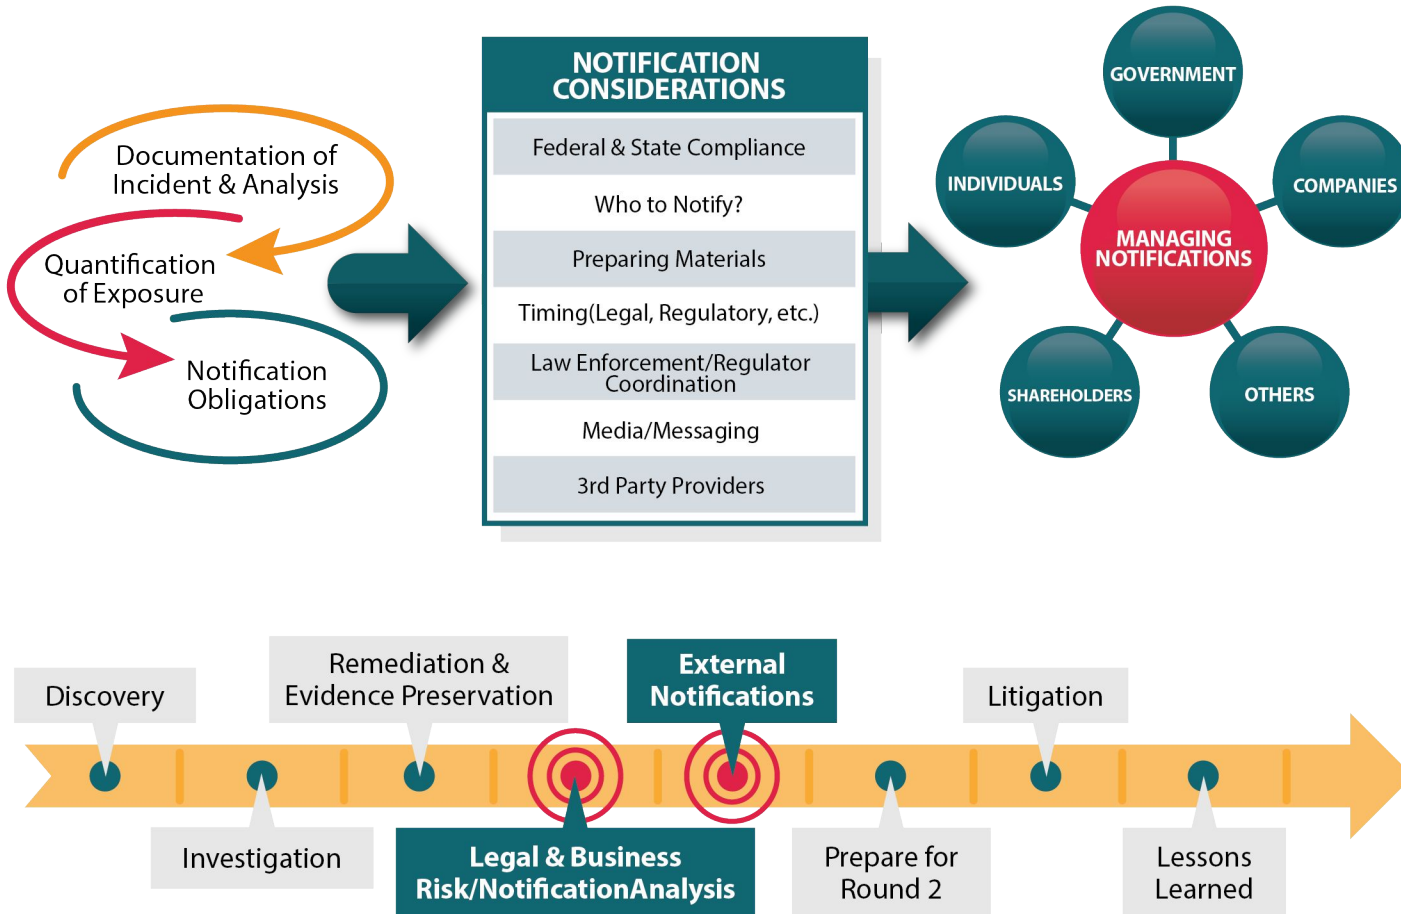 Documentation of
Incident & Analysis
Quantification
of Exposure
Notification
Obligations
NOTIFICATION
CONSIDERATIONS
Federal & State Compliance
Who to Notify?
Preparing Materials
Timing(Legal, Regulatory, etc.)
Law Enforcement/Regulator
Coordination
Media/Messaging
3rd Party Providers
GOVERNMENT
INDIVIDUALS
COMPANIES
MANAGING
NOTIFICATIONS
SHAREHOLDERS
OTHERS
Discovery
Investigation
Remediation &
Evidence Preservation
Legal & Business
Risk/NotificationAnalysis
External
Notifications
Prepare for
Round 2
Litigation
Lessons
Learned